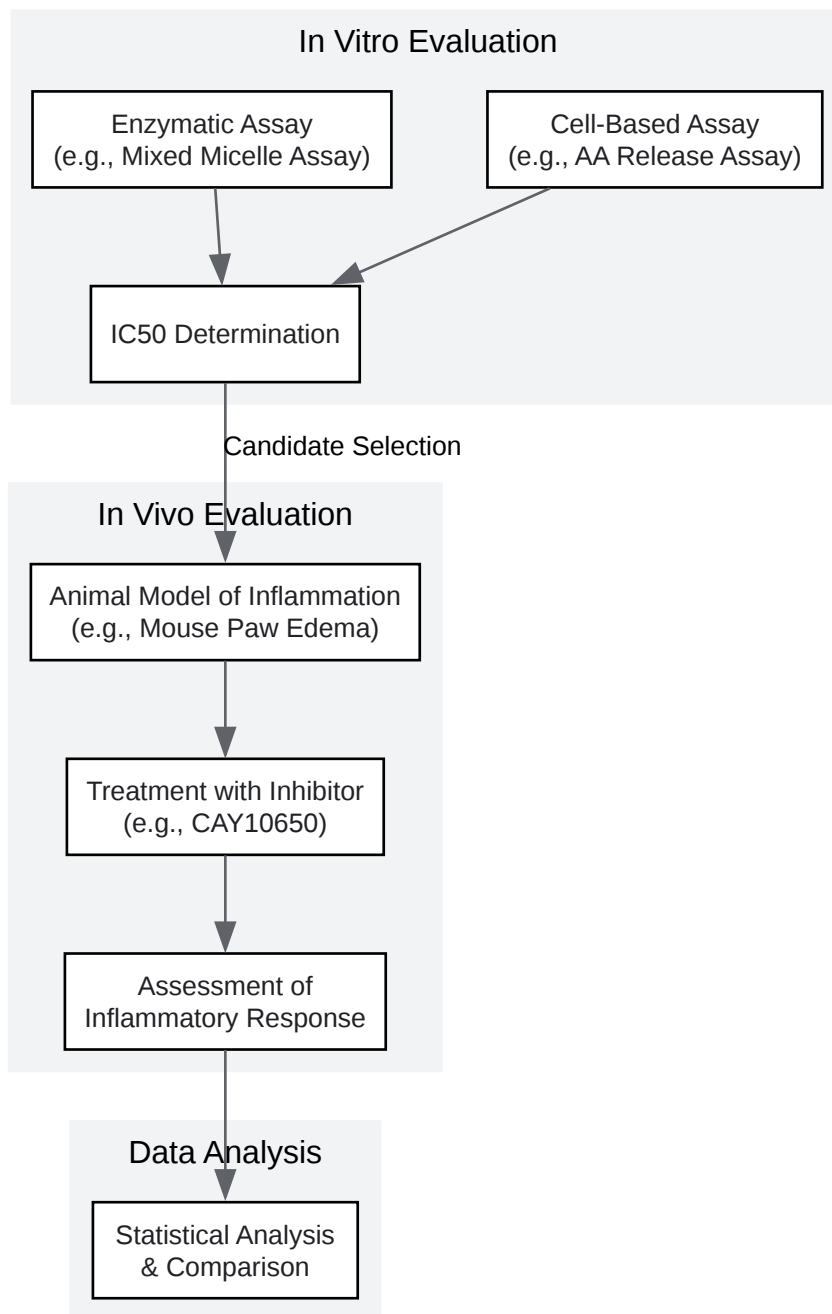 In Vitro Evaluation
Enzymatic Assay
(e.g., Mixed Micelle Assay)
Cell-Based Assay
(e.g., AA Release Assay)
IC50 Determination
Candidate Selection
In Vivo Evaluation
Animal Model of Inflammation
(e.g., Mouse Paw Edema)
Treatment with Inhibitor
(e.g., CAY10650)
Assessment of
Inflammatory Response
Data Analysis
Statistical Analysis
& Comparison